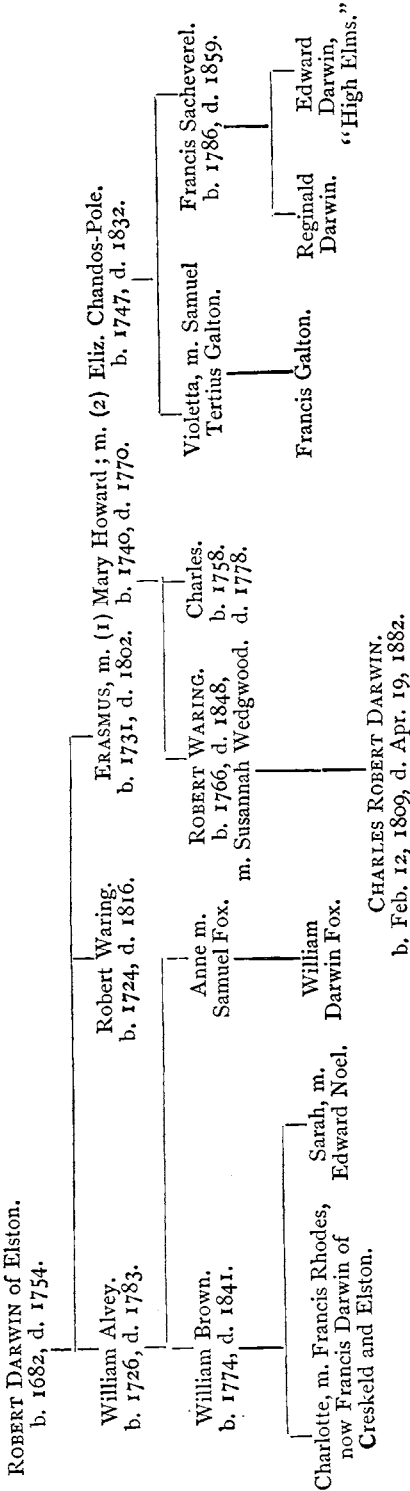 ROBERT DARWIN of Elston.
b. 1682, d. 1754.
William Alvey.
b. 1726, d. 1783.
Robert Waring.
b. 1724, d. 1816.
ERASMUS, m. (1) Mary Howard; m. (2) Eliz. Chandos-Pole.
b. 1731, d. 1802. b. 1740, d. 1770. b. 1747, d. 1832.
William Brown.
b. 1774, d. 1841.
Anne m.
Samuel Fox.
ROBERT WARING.
b. 1766, d. 1848,
m. Susannah Wedgwood.
Charles.
b. 1758.
d. 1778.
Violetta, m. Samuel
Tertius Galton.
Francis Sacheverel.
b. 1786, d. 1859.
Charlotte, m. Francis Rhodes,
now Francis Darwin of
Creskeld and Elston.
Sarah, m.
Edward Noel.
William
Darwin Fox.
CHARLES ROBERT DARWIN.
b. Feb. 12, 1809, d. Apr. 19, 1882.
Francis Galton.
Reginald
Darwin.
Edward
Darwin,
"High Elms."